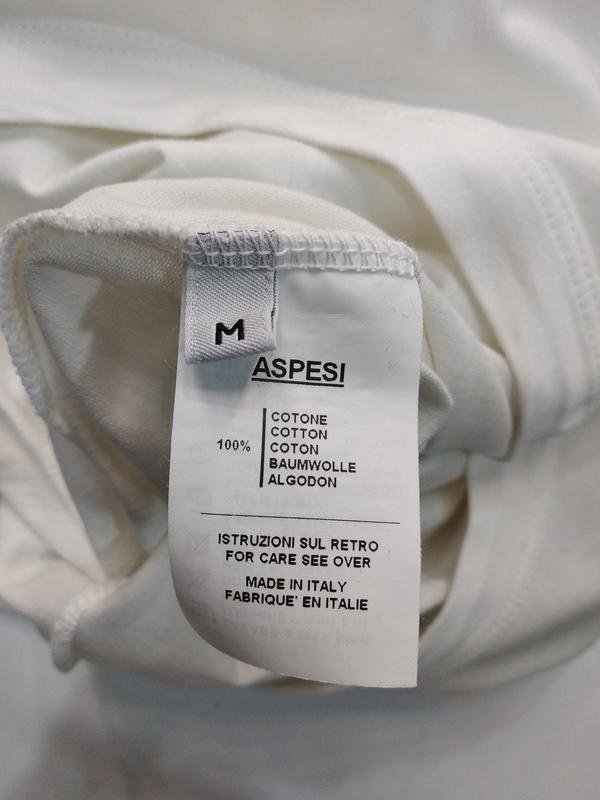 M
ASPESI
100%
COTONE
COTTON
COTON
BAUMWOLLE
ALGODON
ISTRUZIONI SUL RETRO
FOR CARE SEE OVER
MADE IN ITALY
FABRIQUE' EN ITALIE